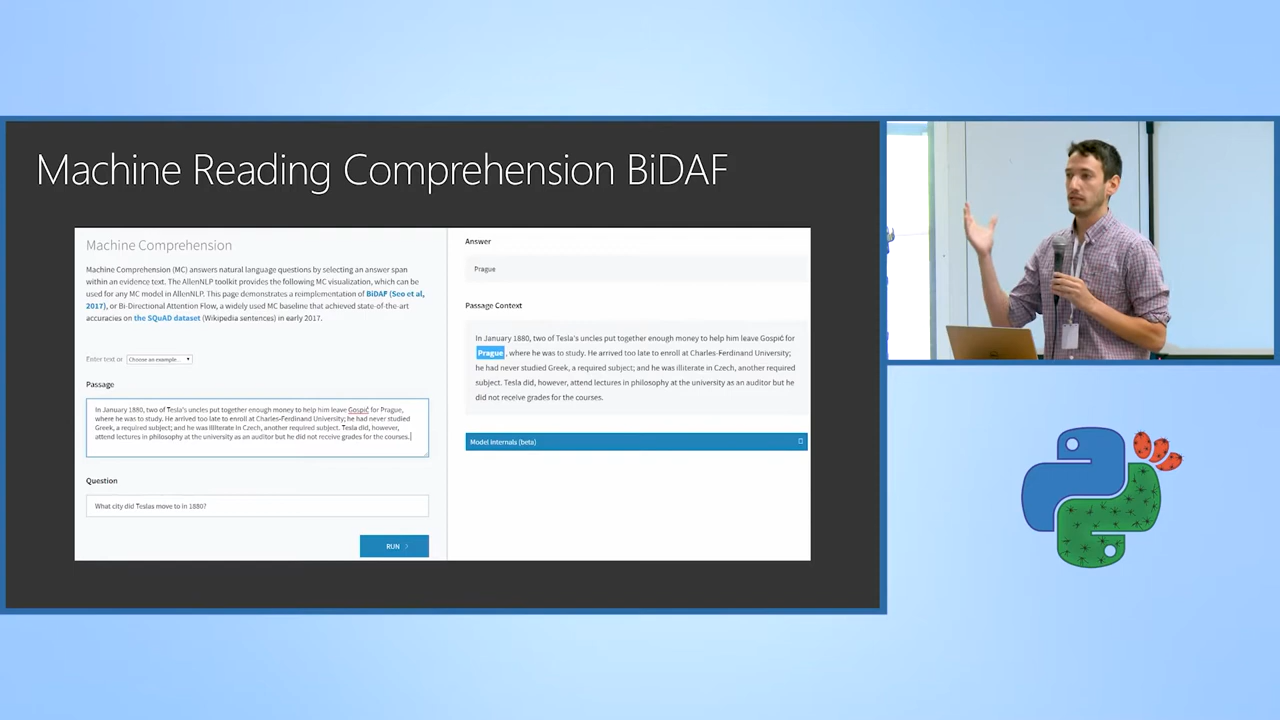 Machine Reading Comprehension BiDAF
Machine Comprehension
Machine Comprehension (MC) answers natural language questions by selecting an answer span
within an evidence text. The AllenNLP toolkit provides the following MC visualization, which can be
used for any MC model in AllenNLP. This page demonstrates a reimplementation of BiDAF (Seo et al,
2017), or Bi-Directional Attention Flow, a widely used MC baseline that achieved state-of-the-art
accuracies on the SQuAD dataset (Wikipedia sentences) in early 2017.
Enter text or
Choose an example...
Passage
In January 1880, two of Tesla's uncles put together enough money to help him leave Gospić for Prague,
where he was to study. He arrived too late to enroll at Charles-Ferdinand University; he had never studied
Greek, a required subject; and he was illiterate in Czech, another required subject. Tesla did, however,
attend lectures in philosophy at the university as an auditor but he did not receive grades for the courses.
Question
What city did Teslas move to in 1880?
RUN
Answer
Prague
Passage Context
In January 1880, two of Tesla's uncles put together enough money to help him leave Gospić for
Prague , where he was to study. He arrived too late to enroll at Charles-Ferdinand University;
he had never studied Greek, a required subject; and he was illiterate in Czech, another required
subject. Tesla did, however, attend lectures in philosophy at the university as an auditor but he
did not receive grades for the courses.
Model internals (beta)